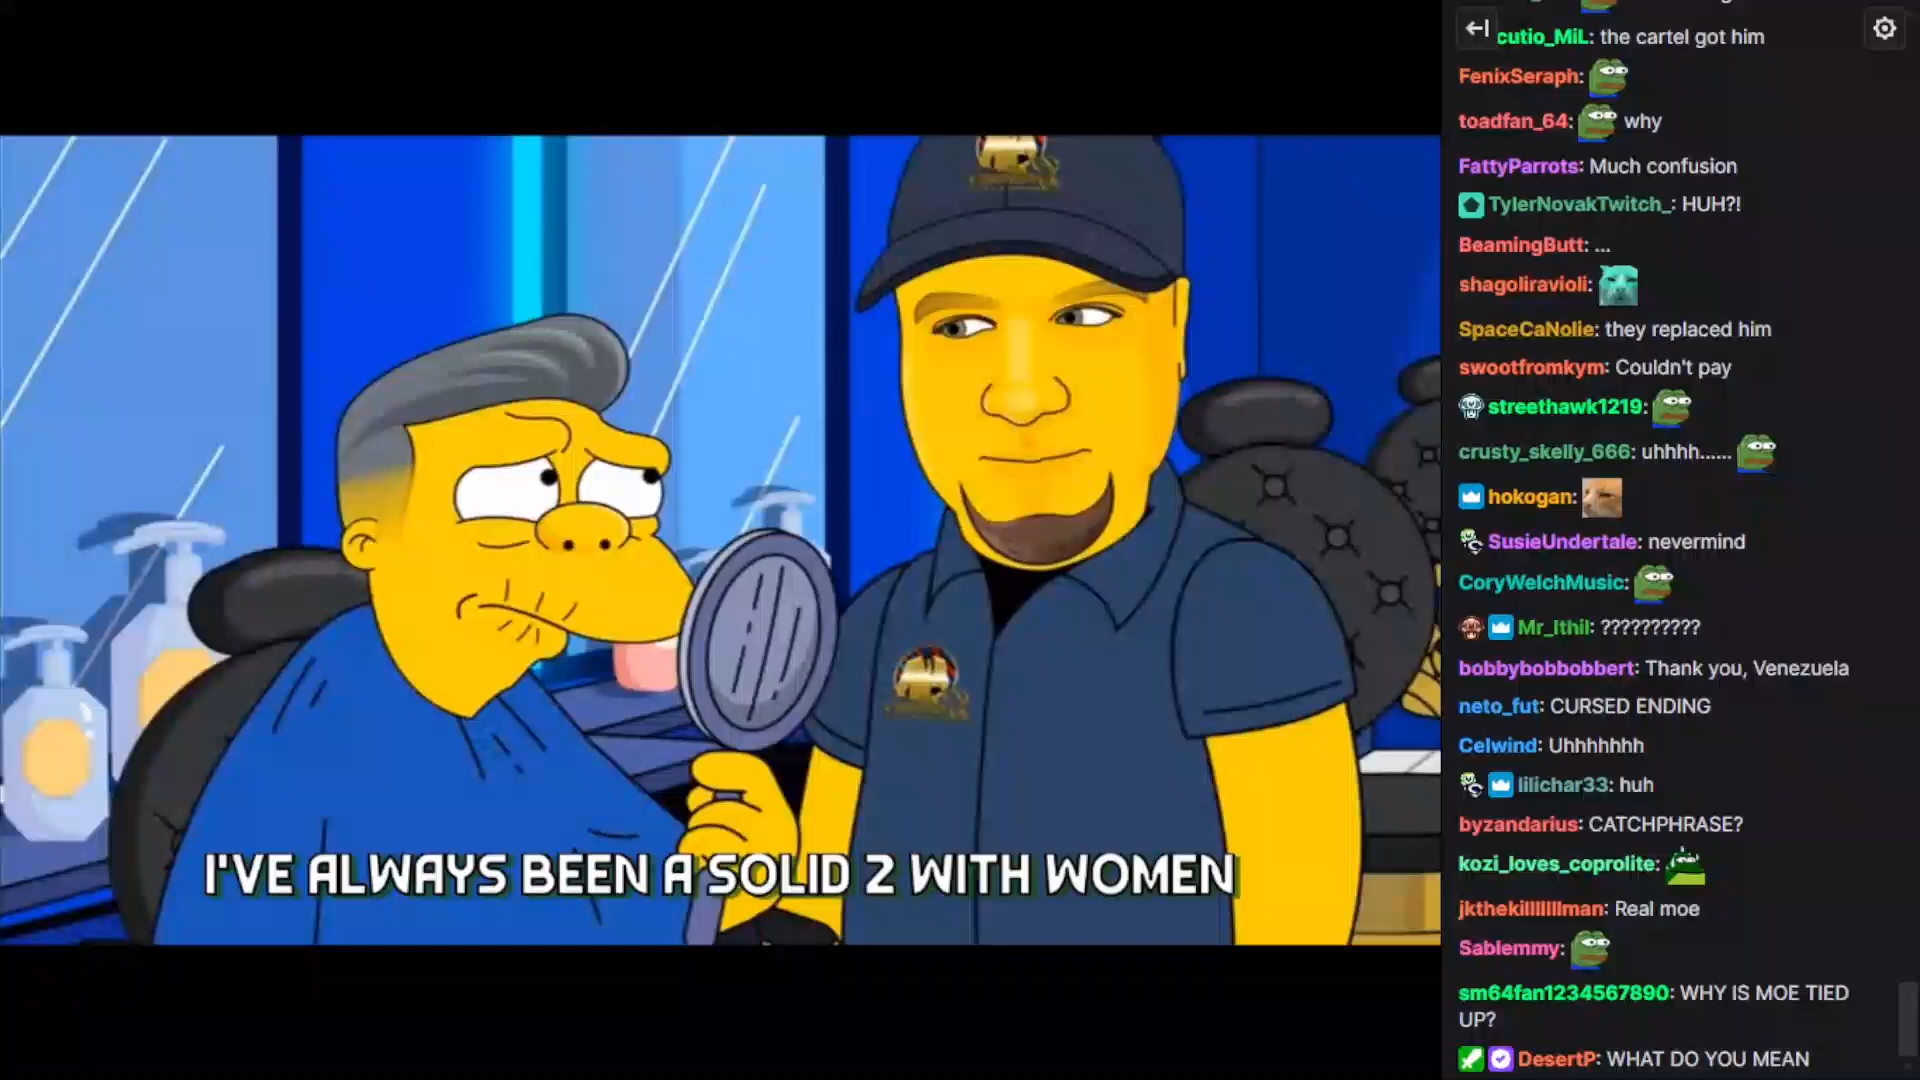 I'VE ALWAYS BEEN A SOLID 2 WITH WOMEN
cutio_MiL: the cartel got him
FenixSeraph:
toadfan_64: why
FattyParrots: Much confusion
TylerNovakTwitch_: HUH?!
BeamingButt: ...
shagoliravioli:
SpaceCaNolie: they replaced him
swootfromkym: Couldn't pay
streethawk1219:
crusty_skelly_666: uhhhh......
hokogan:
SusieUndertale: nevermind
CoryWelchMusic:
Mr_Ithil: ??????????
bobbybobbobbert: Thank you, Venezuela
neto_fut: CURSED ENDING
Celwind: Uhhhhhhh
lilichar33: huh
byzandarius: CATCHPHRASE?
kozi_loves_coprolite:
jkthekillllllllman: Real moe
Sablemmy:
sm64fan1234567890: WHY IS MOE TIED
UP?
DesertP: WHAT DO YOU MEAN